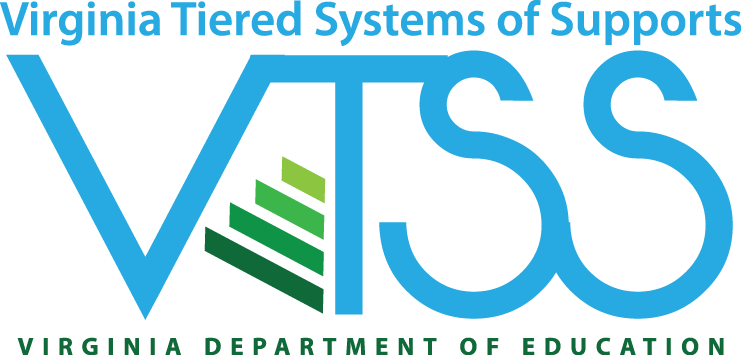 Virginia Tiered Systems of Supports
VTSS
VIRGINIA DEPARTMENT OF EDUCATION